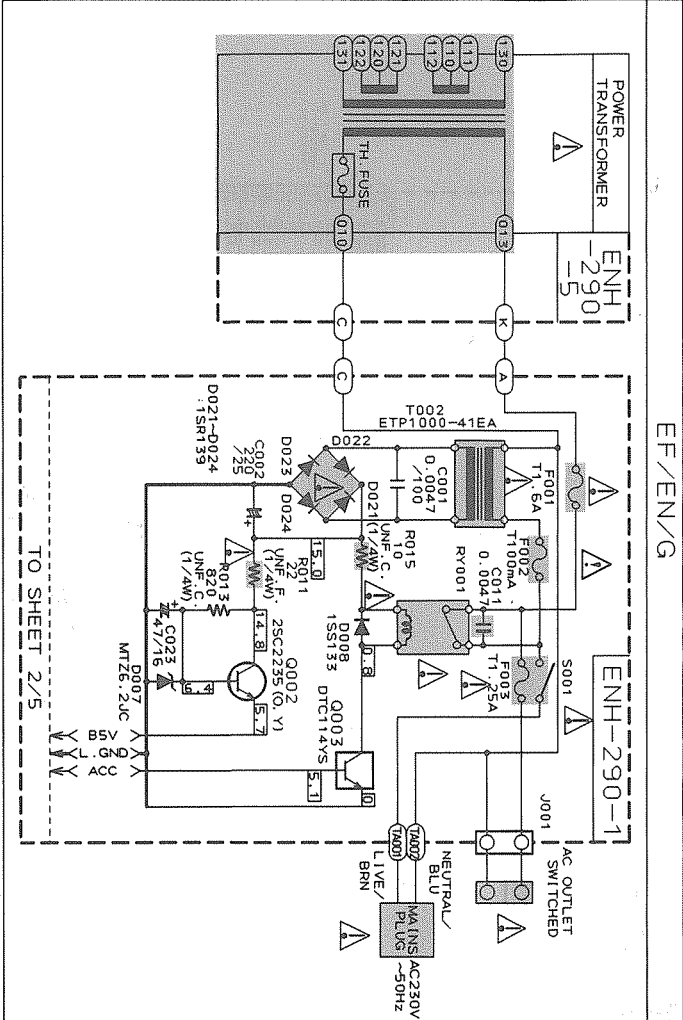 EF/EN/G
POWER
TRANSFORMER
130
111
110
112
121
120
122
131
TH. FUSE
013
010
ENH
-290
-5
K
C
A
C
ENH-290-1
T002
ETP1000-41EA
F001
T1.6A
F002
T100mA
C011
0.0047
RY001
S001
F003
T1.25A
J001
AC OUTLET
SWITCHED
D022
C001
0.0047
/100
D021
D023
D024
D021~D024
:1SR139
C002
220
/25
R015
10
UNF.C.
(1/4W)
15.0
R011
22
UNF.F.
(1/4W)
R013
820
UNF.C.
(1/4W)
D008
1SS133
0.8
14.8
Q002
2SC2235(O,Y)
5.7
6.4
C023
47/16
D007
MTZ6.2JC
Q003
DTC114YS
5.1
0
B5V
L.GND
ACC
TO SHEET 2/5
TA002
TA001
NEUTRAL/
BLU
LIVE/
BRN
MAINS
PLUG
AC230V
~50Hz